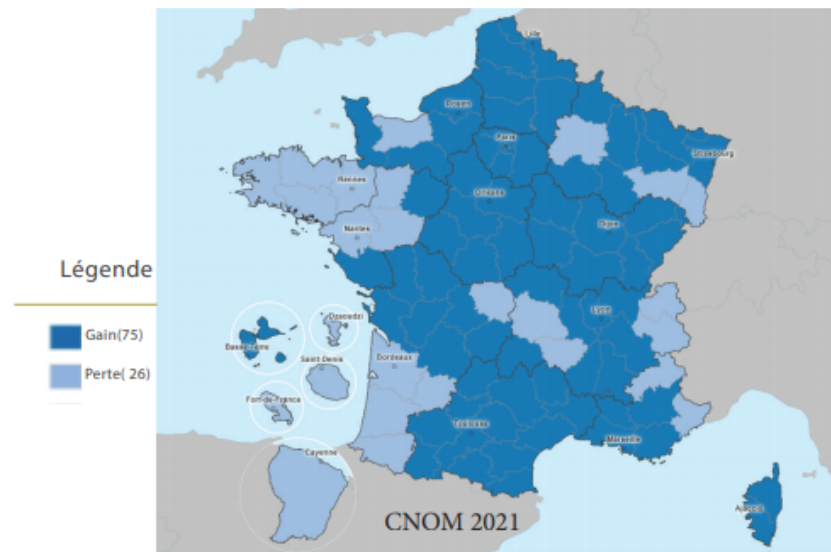 Lille
Rouen
Paris
Strasbourg
Rennes
Orléans
Nantes
Dijon
Légende
Gain(75)
Perte( 26)
Lyon
Dzaoudzi
Basse-Terre
Saint-Denis
Bordeaux
Fort-de-France
Toulouse
Marseille
Cayenne
Ajaccio
CNOM 2021